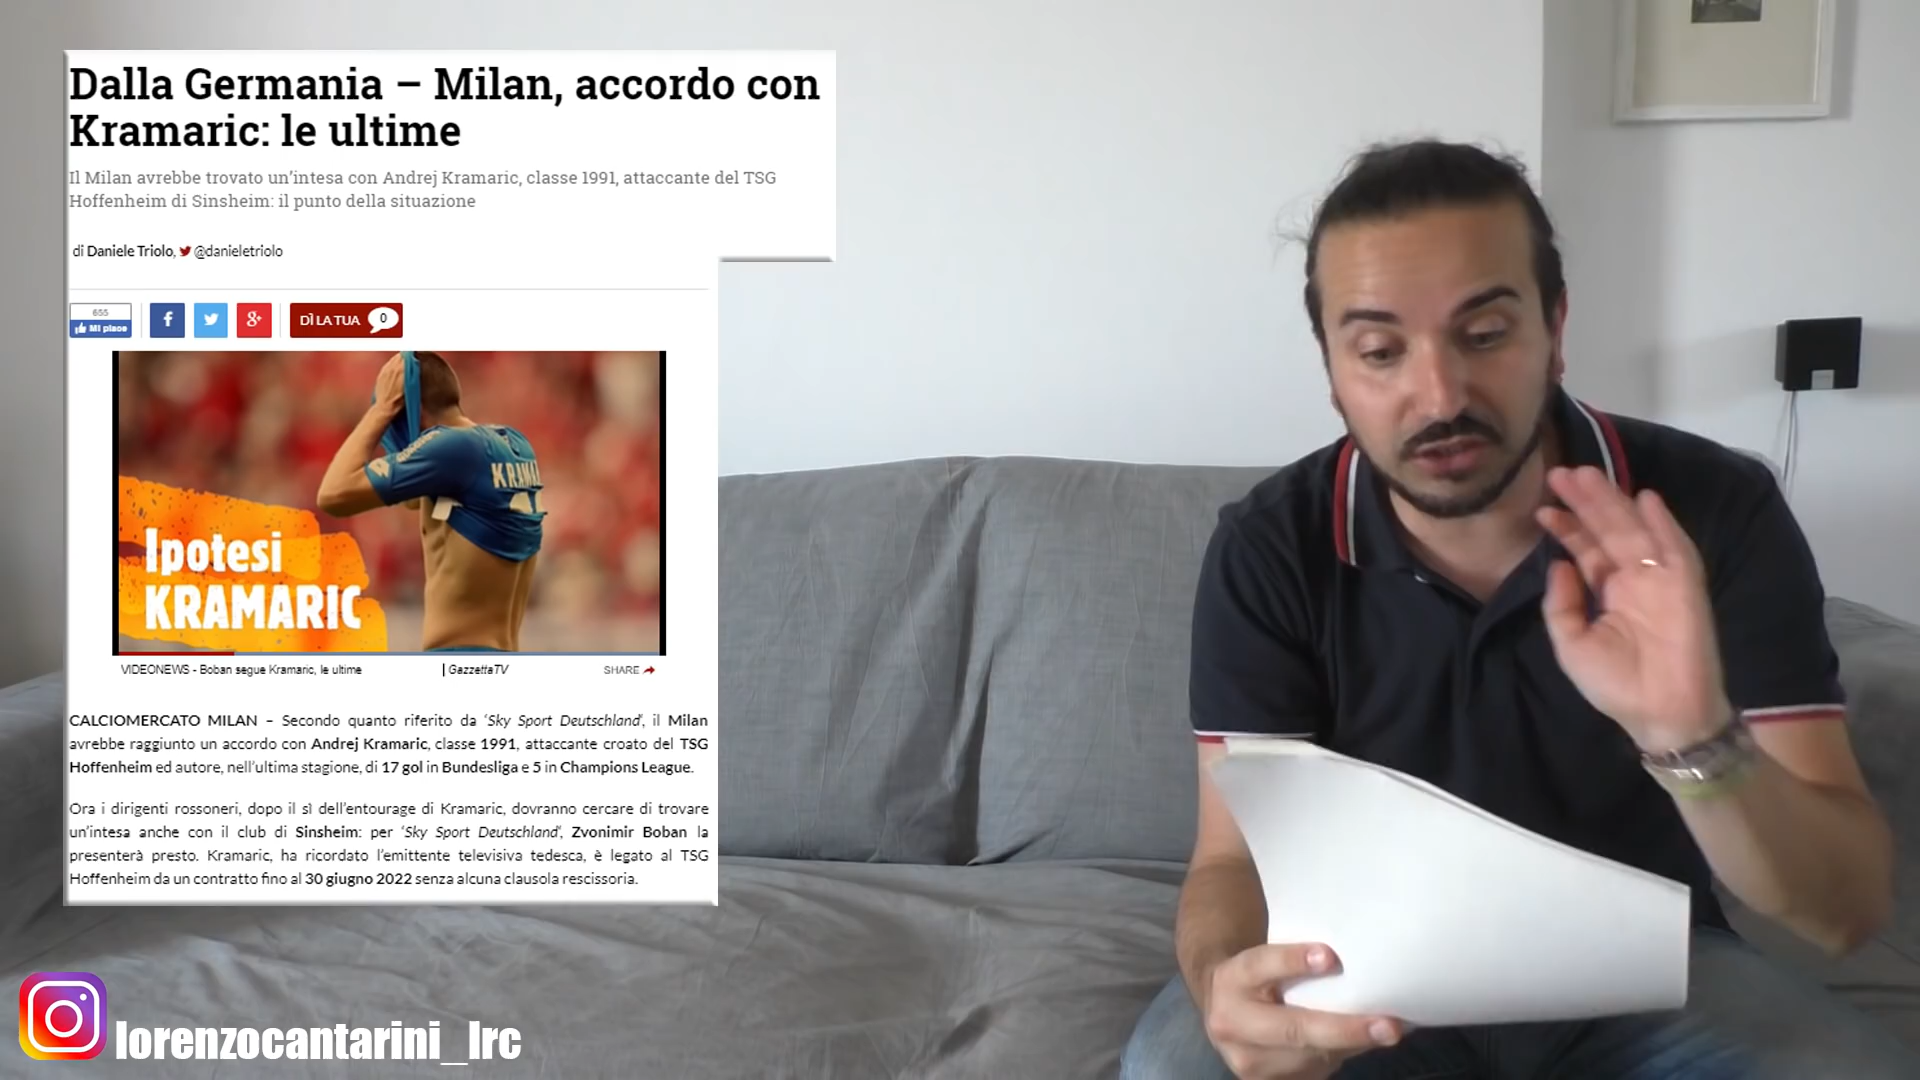 Dalla Germania – Milan, accordo con
Kramaric: le ultime
Il Milan avrebbe trovato un'intesa con Andrej Kramaric, classe 1991, attaccante del TSG
Hoffenheim di Sinsheim: il punto della situazione
di Daniele Triolo, @danieletriolo
655
Mi piace
f
g+
DÌ LA TUA 0
KRAMA
Ipotesi
KRAMARIC
VIDEONEWS - Boban segue Kramaric, le ultime | GazzettaTV SHARE
CALCIOMERCATO MILAN – Secondo quanto riferito da 'Sky Sport Deutschland', il Milan
avrebbe raggiunto un accordo con Andrej Kramaric, classe 1991, attaccante croato del TSG
Hoffenheim ed autore, nell'ultima stagione, di 17 gol in Bundesliga e 5 in Champions League.
Ora i dirigenti rossoneri, dopo il sì dell'entourage di Kramaric, dovranno cercare di trovare
un'intesa anche con il club di Sinsheim: per 'Sky Sport Deutschland', Zvonimir Boban la
presenterà presto. Kramaric, ha ricordato l'emittente televisiva tedesca, è legato al TSG
Hoffenheim da un contratto fino al 30 giugno 2022 senza alcuna clausola rescissoria.
lorenzocantarini_lrc